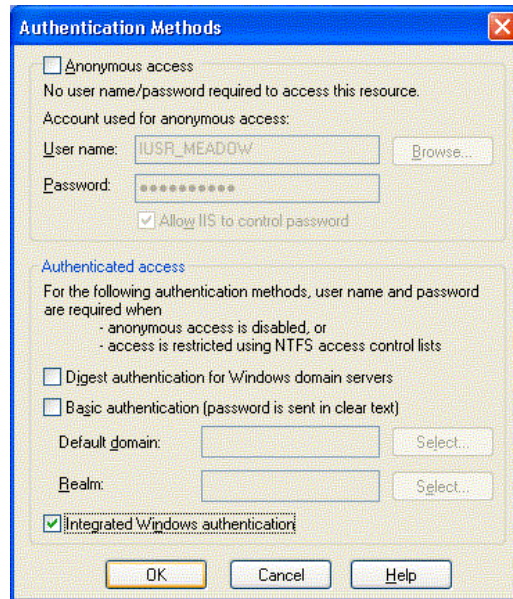 Authentication Methods
Anonymous access
No user name/password required to access this resource.
Account used for anonymous access:
User name: IUSR_MEADOW Browse...
Password: ●●●●●●●●●●
Allow IIS to control password
Authenticated access
For the following authentication methods, user name and password
are required when
- anonymous access is disabled, or
- access is restricted using NTFS access control lists
Digest authentication for Windows domain servers
Basic authentication (password is sent in clear text)
Default domain: Select...
Realm: Select...
Integrated Windows authentication
OK Cancel Help